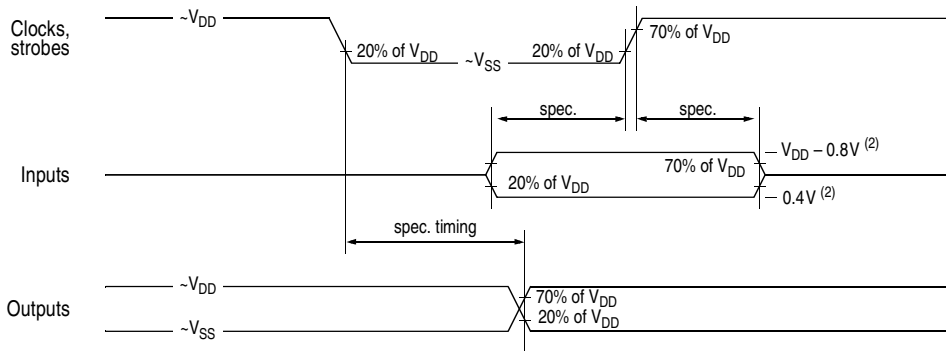 Clocks,
strobes
~VDD
20% of VDD
~VSS
20% of VDD
70% of VDD
spec.
spec.
Inputs
20% of VDD
70% of VDD
VDD – 0.8V (2)
0.4V (2)
spec. timing
Outputs
~VDD
~VSS
70% of VDD
20% of VDD